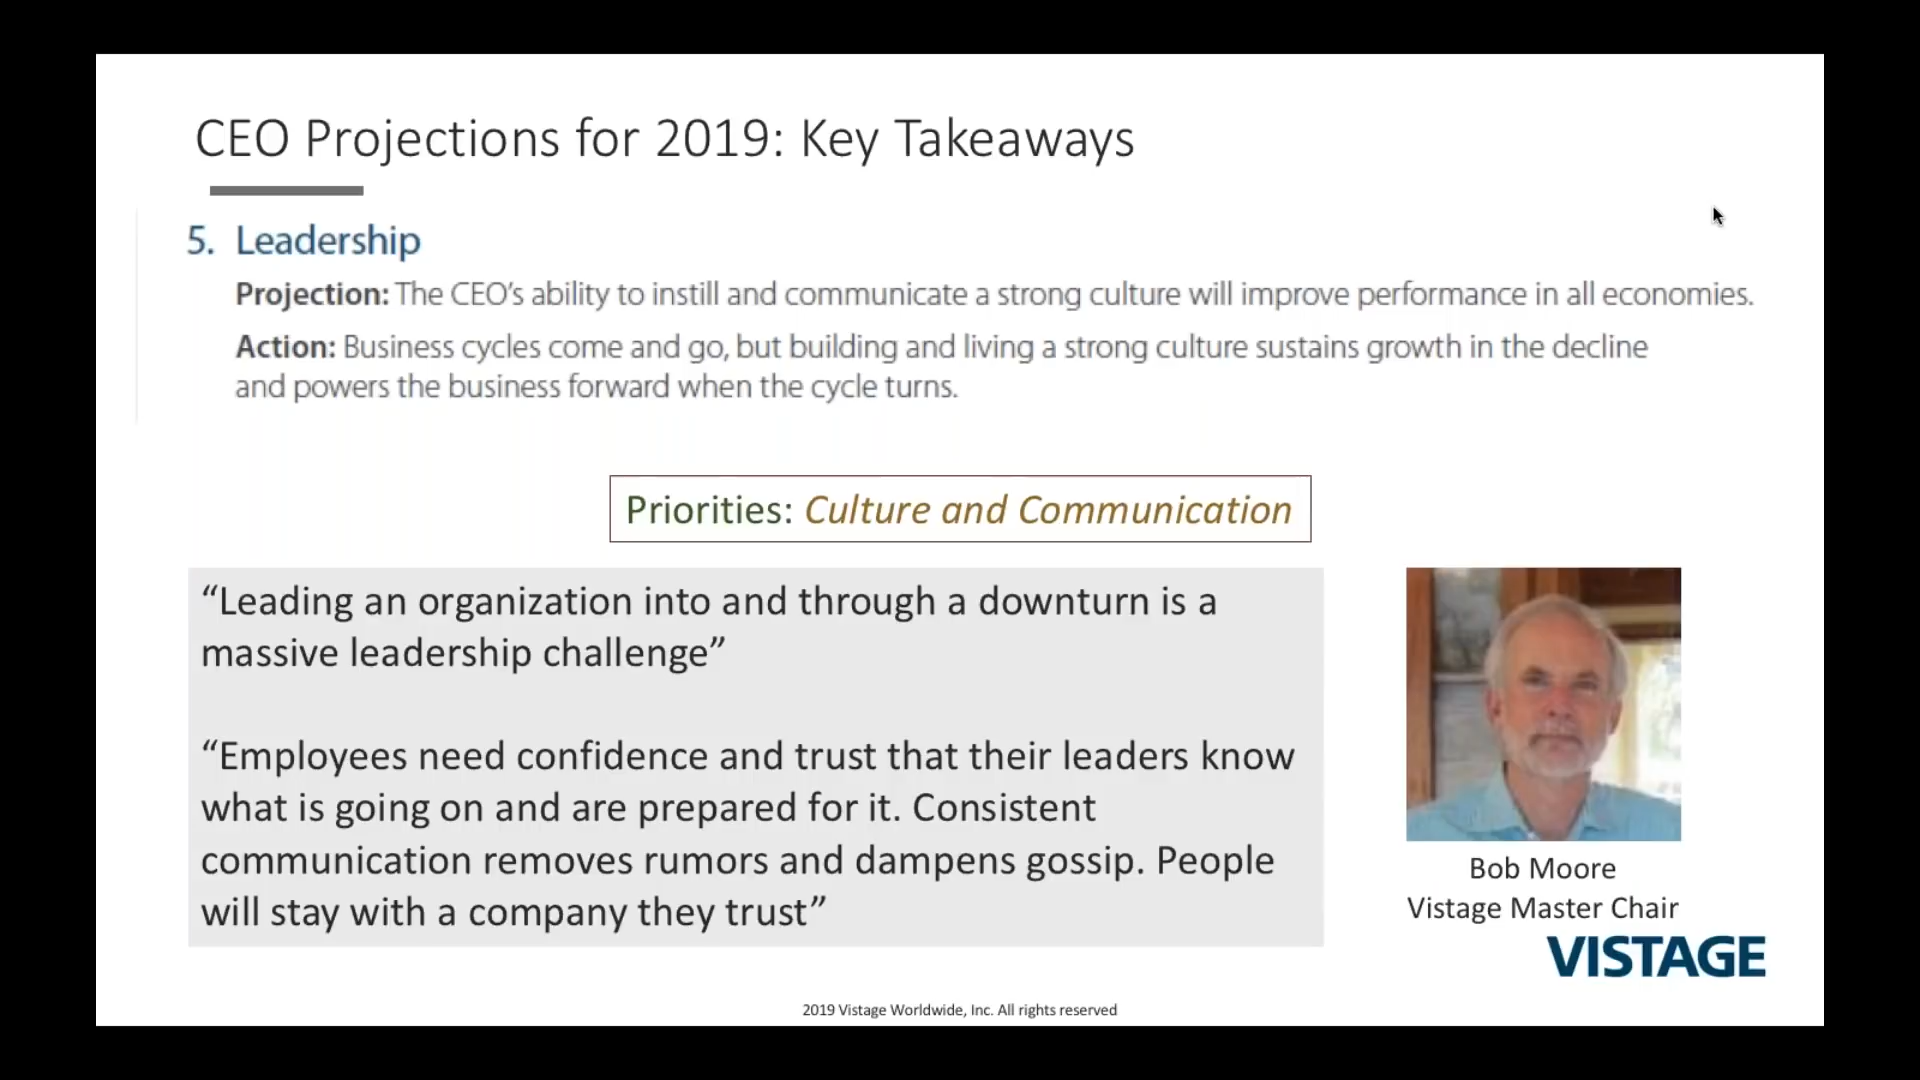 CEO Projections for 2019: Key Takeaways
5. Leadership
Projection: The CEO’s ability to instill and communicate a strong culture will improve performance in all economies.
Action: Business cycles come and go, but building and living a strong culture sustains growth in the decline
and powers the business forward when the cycle turns.
Priorities: Culture and Communication
“Leading an organization into and through a downturn is a
massive leadership challenge”
“Employees need confidence and trust that their leaders know
what is going on and are prepared for it. Consistent
communication removes rumors and dampens gossip. People
will stay with a company they trust”
Bob Moore
Vistage Master Chair
VISTAGE
2019 Vistage Worldwide, Inc. All rights reserved